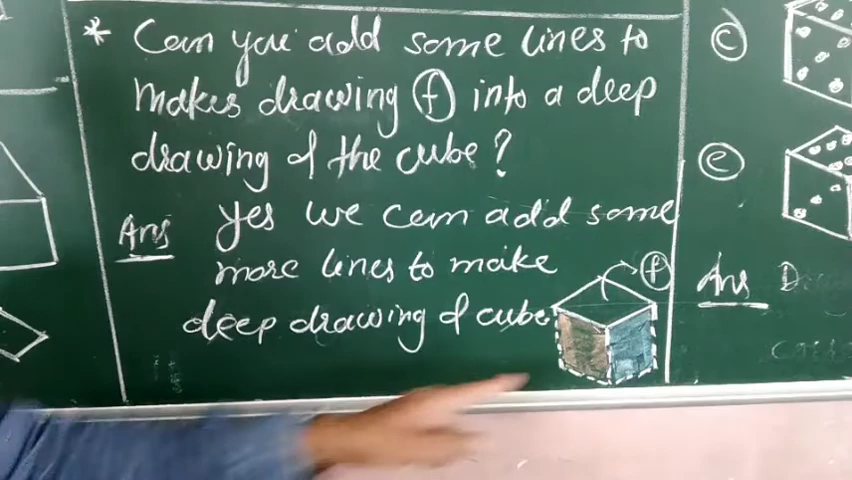 * Can you add some lines to
makes drawing (f) into a deep
drawing of the cube?
Ans yes we can add some
more lines to make
deep drawing of cube
(f)
(c)
(e)
Ans